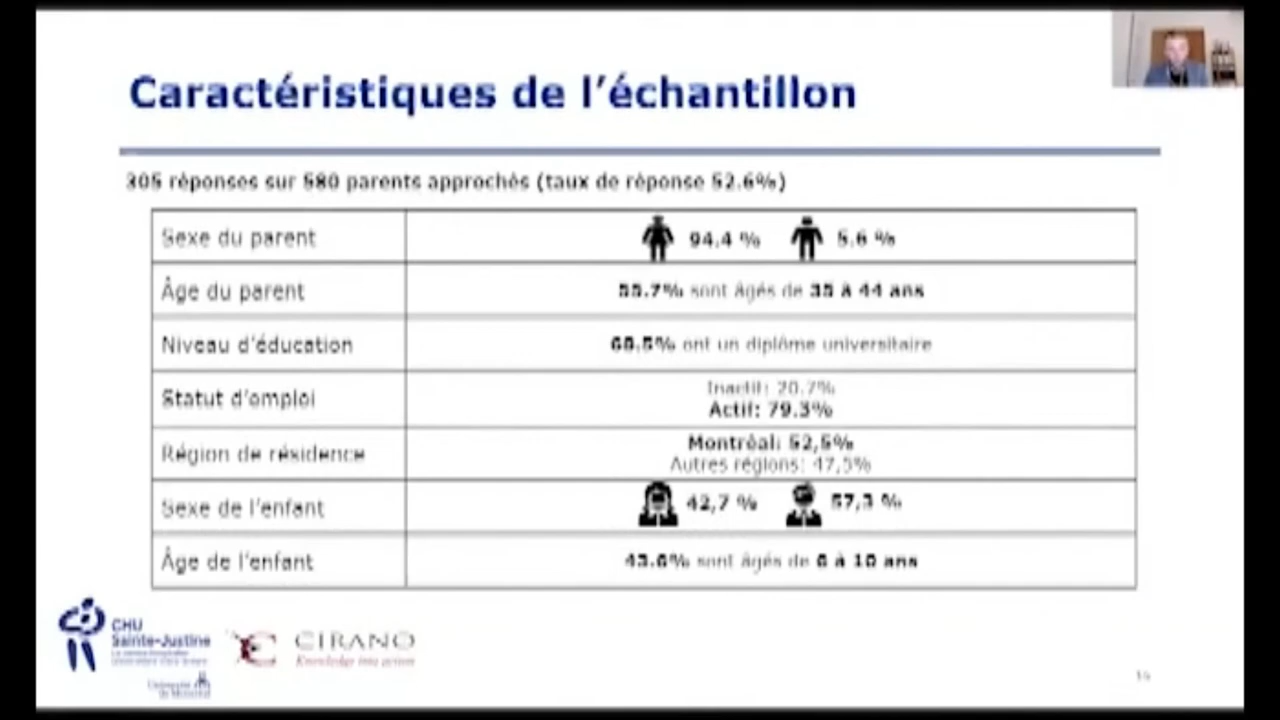 Caractéristiques de l'échantillon
305 réponses sur 580 parents approchés (taux de réponse 52.6%)
Sexe du parent
94,4 % 5,6 %
Âge du parent
55.7% sont âgés de 35 à 44 ans
Niveau d'éducation
68.5% ont un diplôme universitaire
Statut d'emploi
Inactif: 20.7%
Actif: 79.3%
Région de résidence
Montréal: 52,5%
Autres régions: 47,5%
Sexe de l'enfant
42,7 % 57,3 %
Âge de l'enfant
43.6% sont âgés de 6 à 10 ans
CHU
Sainte-Justine
Université
de Montréal
CIRANO
Knowledge into action